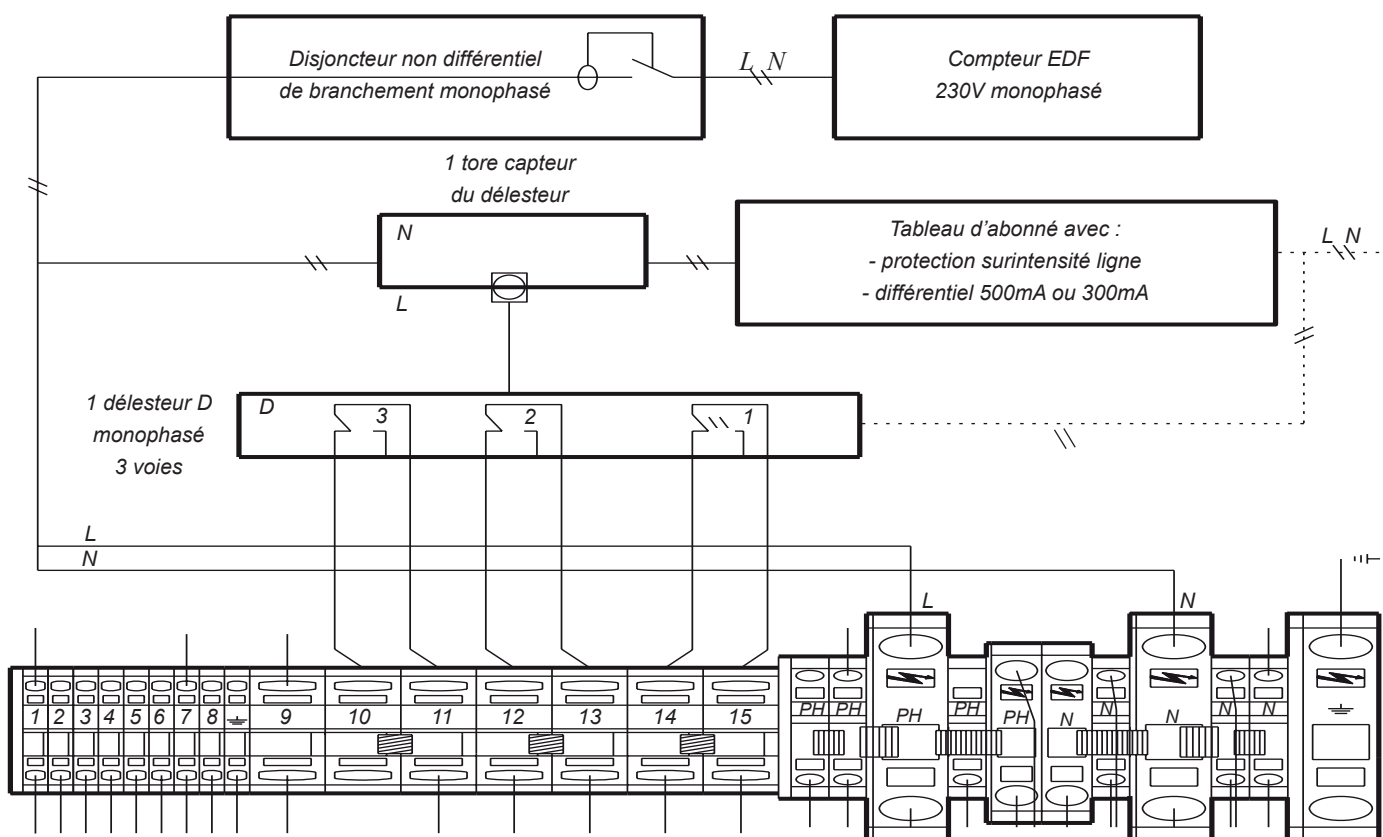 Disjoncteur non différentiel
de branchement monophasé
L N
Compteur EDF
230V monophasé
1 tore capteur
du délesteur
N
L
Tableau d'abonné avec :
- protection surintensité ligne
- différentiel 500mA ou 300mA
L N
1 délesteur D
monophasé
3 voies
D
3
2
1
L
N
L
N
1 2 3 4 5 6 7 8 9 10 11 12 13 14 15
PH PH PH PH PH N N N N N